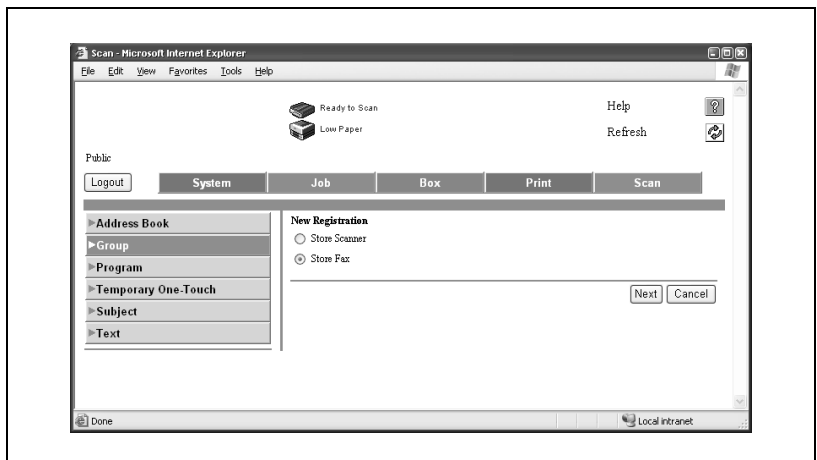 Scan - Microsoft Internet Explorer
File Edit View Favorites Tools Help
Ready to Scan
Help
Low Paper
Refresh
Public
Logout System Job Box Print Scan
Address Book
Group
Program
Temporary One-Touch
Subject
Text
New Registration
Store Scanner
Store Fax
Next Cancel
Done
Local intranet